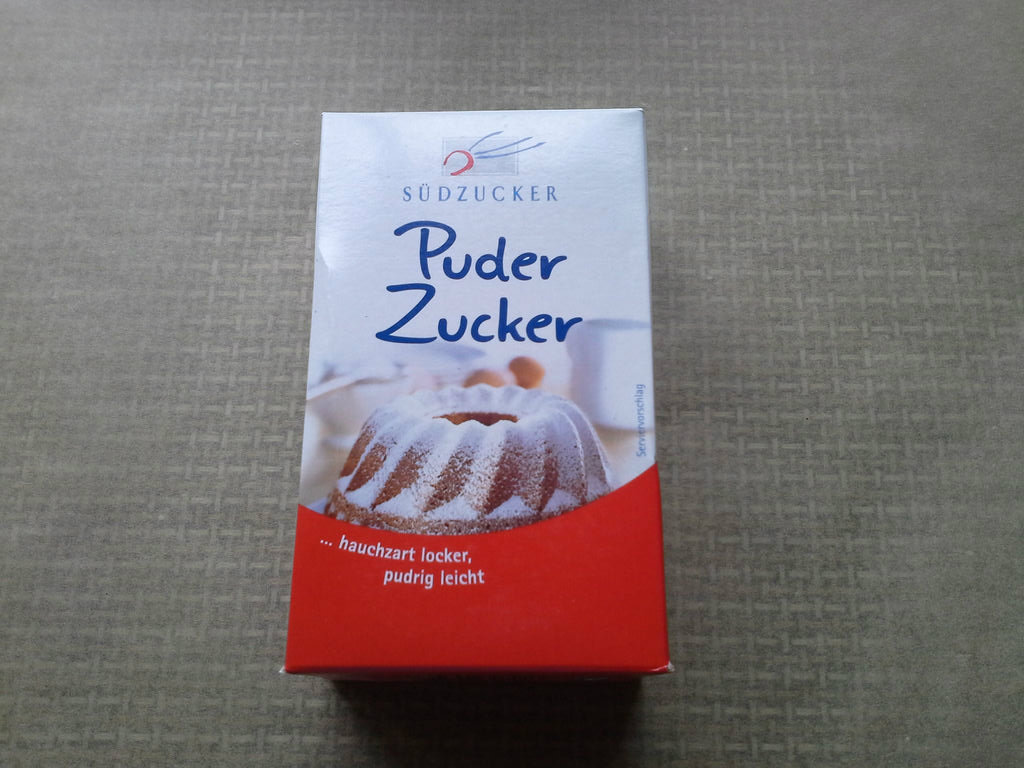 SÜDZUCKER
Puder
Zucker
Serviervorschlag
... hauchzart locker,
pudrig leicht